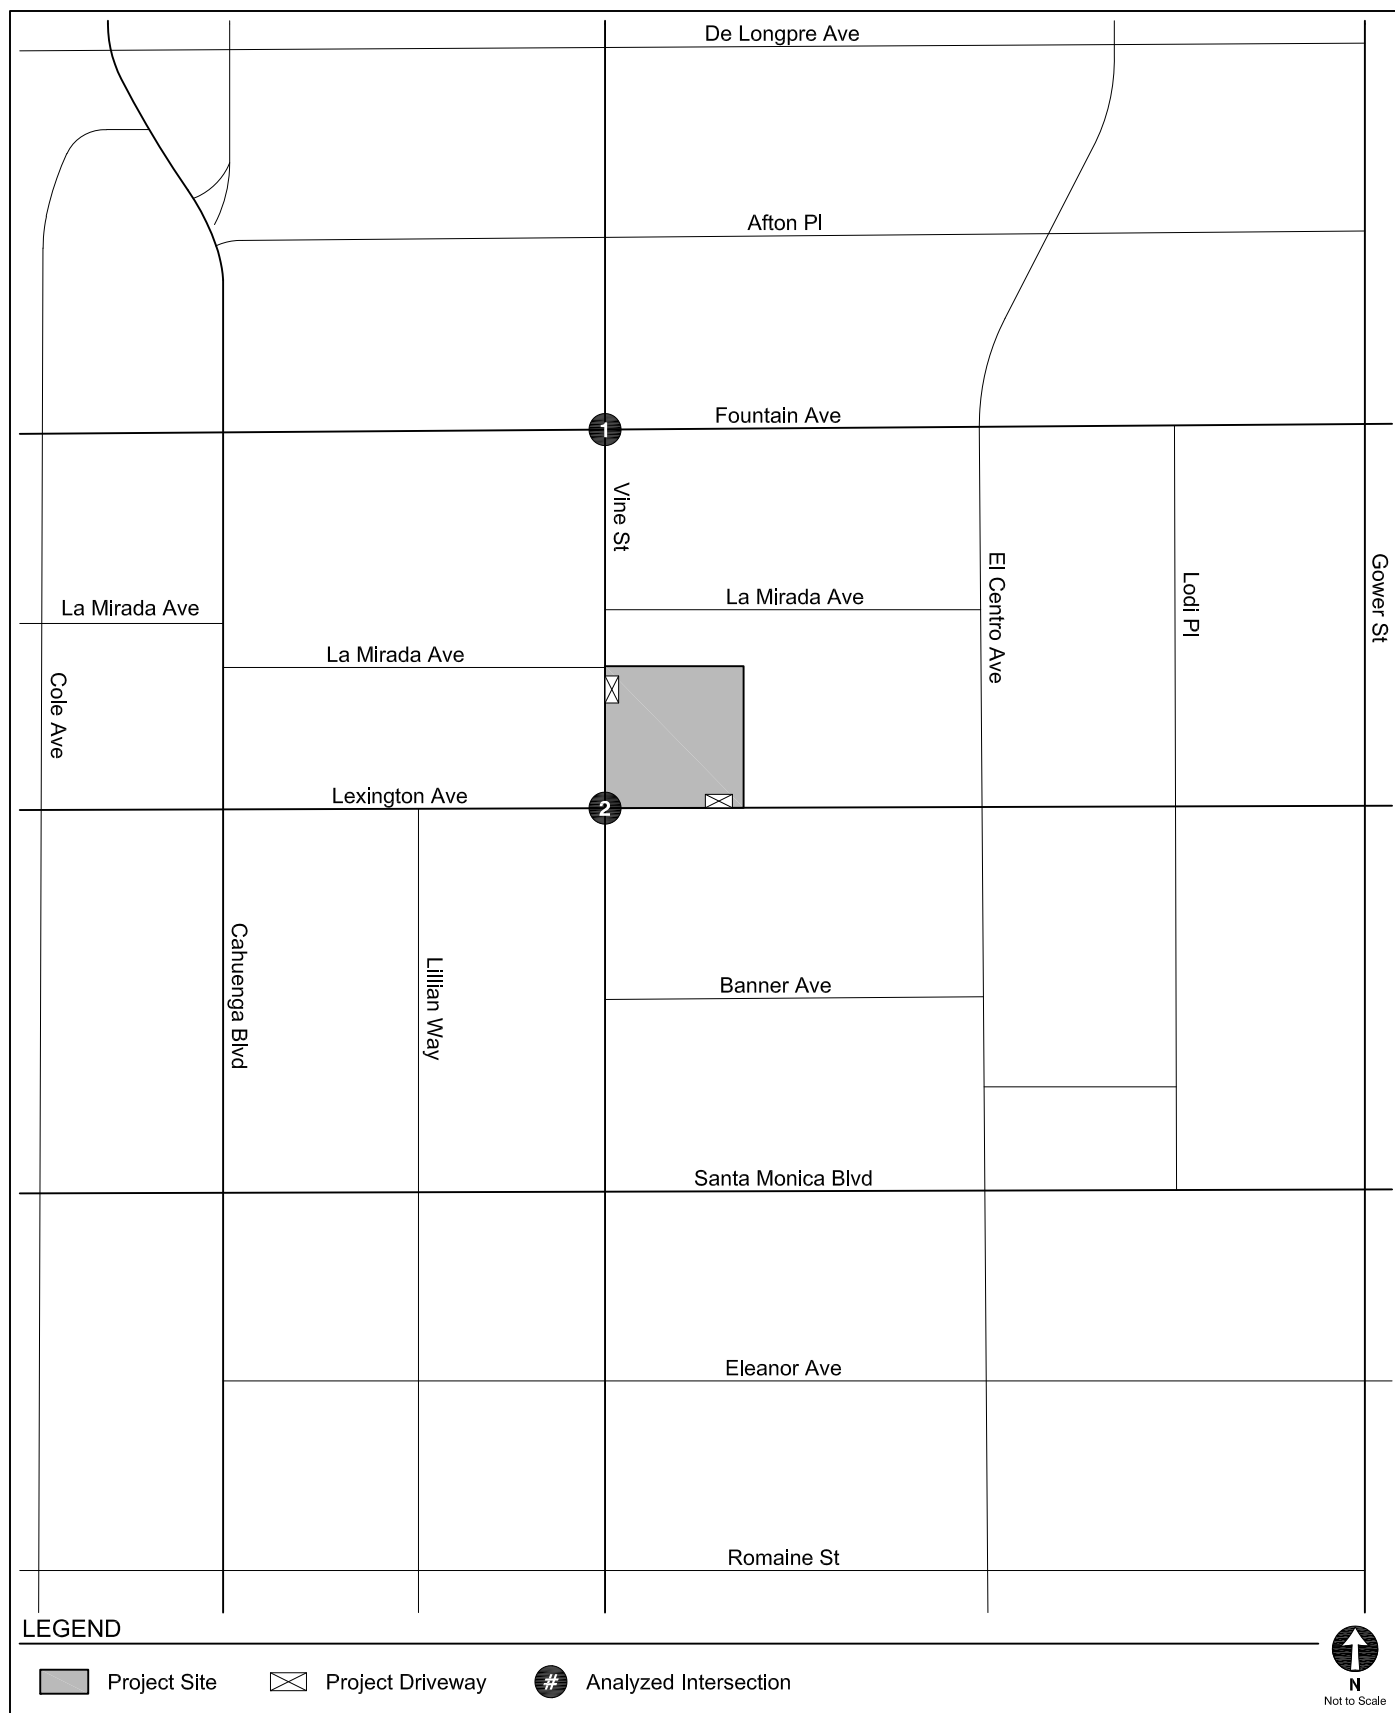 De Longpre Ave
Afton Pl
Fountain Ave
1
Vine St
El Centro Ave
Lodi Pl
Gower St
La Mirada Ave
La Mirada Ave
La Mirada Ave
Cole Ave
Lexington Ave
2
Cahuenga Blvd
Lillian Way
Banner Ave
Santa Monica Blvd
Eleanor Ave
Romaine St
LEGEND
Project Site
Project Driveway
# Analyzed Intersection
N
Not to Scale